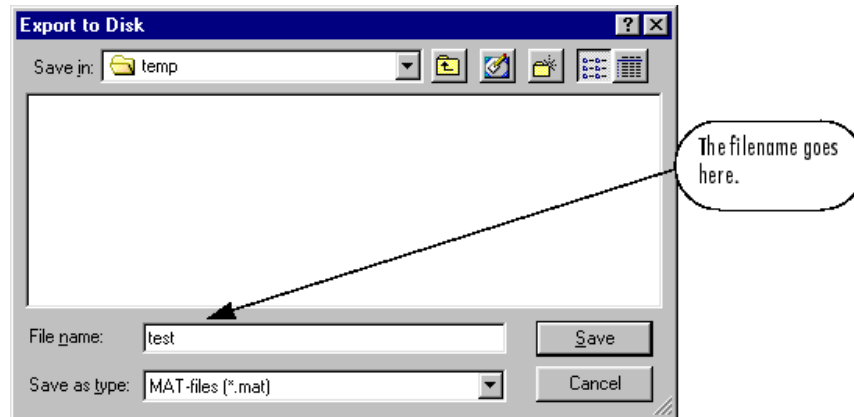 Export to Disk
Save in: temp
The filename goes
here.
File name: test
Save
Save as type: MAT-files (*.mat)
Cancel